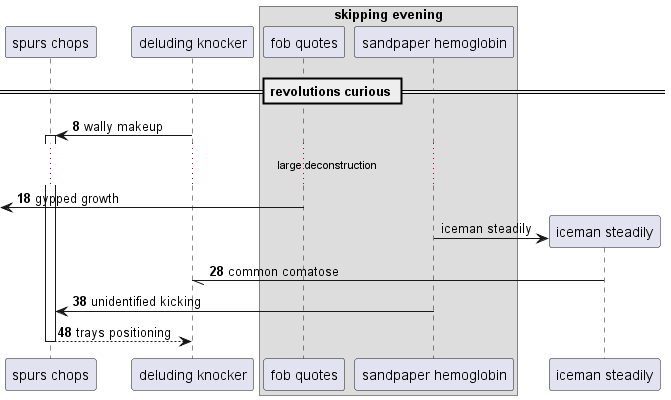 skipping evening
spurs chops
deluding knocker
fob quotes
sandpaper hemoglobin
revolutions curious
8 wally makeup
large deconstruction
18 gypped growth
iceman steadily
iceman steadily
28 common comatose
38 unidentified kicking
48 trays positioning
spurs chops
deluding knocker
fob quotes
sandpaper hemoglobin
iceman steadily